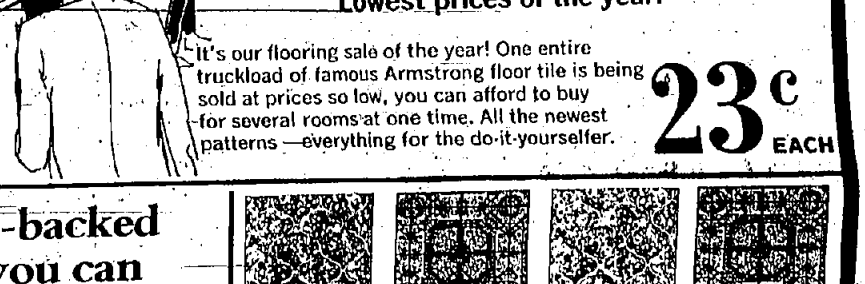 Lowest prices of the year!
It's our flooring sale of the year! One entire
truckload of famous Armstrong floor tile is being
sold at prices so low, you can afford to buy
for several rooms at one time. All the newest
patterns —everything for the do-it-yourselfer.
23c
EACH
-backed
you can